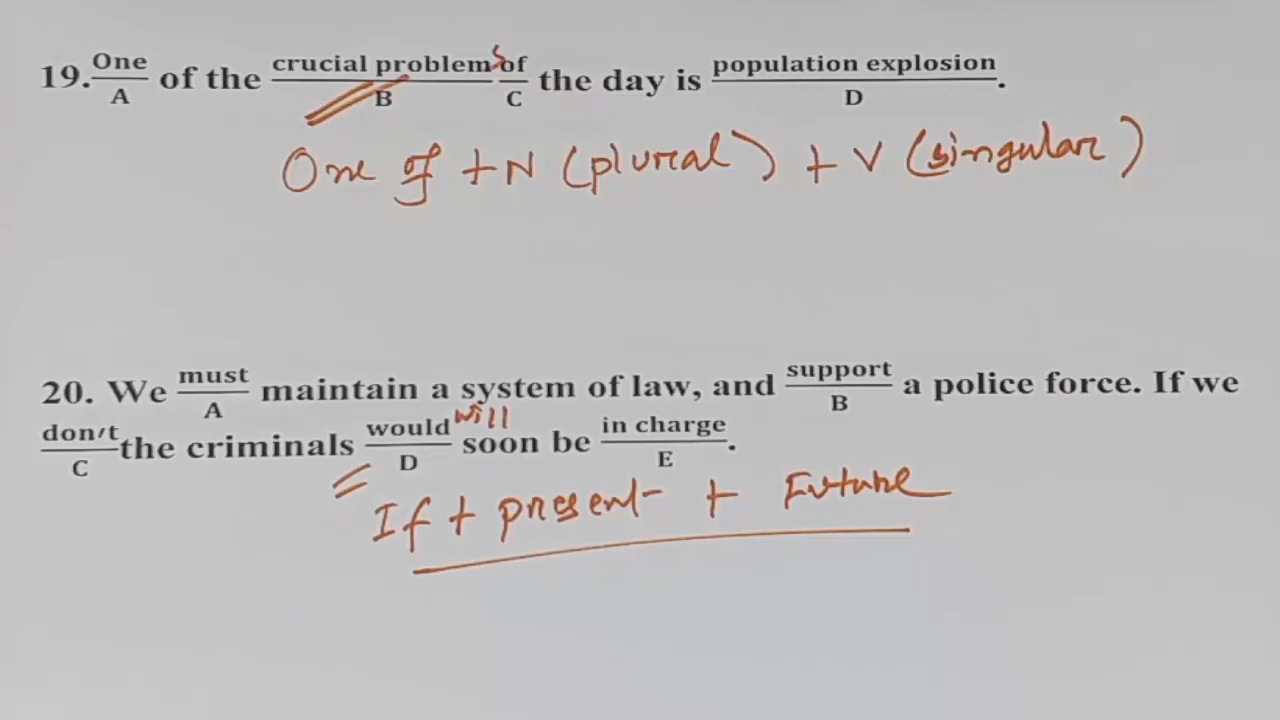 19. One of the crucial problems of the day is population explosion.
A B C D
One of + N (plural) + V (singular)
20. We must maintain a system of law, and support a police force. If we
A B
will
don't the criminals would soon be in charge.
C D E
If + present + Future